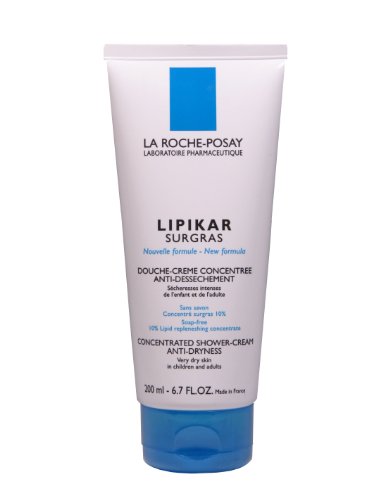 LA ROCHE-POSAY
LABORATOIRE PHARMACEUTIQUE
LIPIKAR
SURGRAS
Nouvelle formule - New formula
DOUCHE-CREME CONCENTREE
ANTI-DESSECHEMENT
Sécheresses intenses
de l'enfant et de l'adulte
Sans savon
Concentré surgras 10%
Soap-free
10% Lipid replenishing concentrate
CONCENTRATED SHOWER-CREAM
ANTI-DRYNESS
Very dry skin
in children and adults
200 ml - 6.7 FL.OZ. Made in France